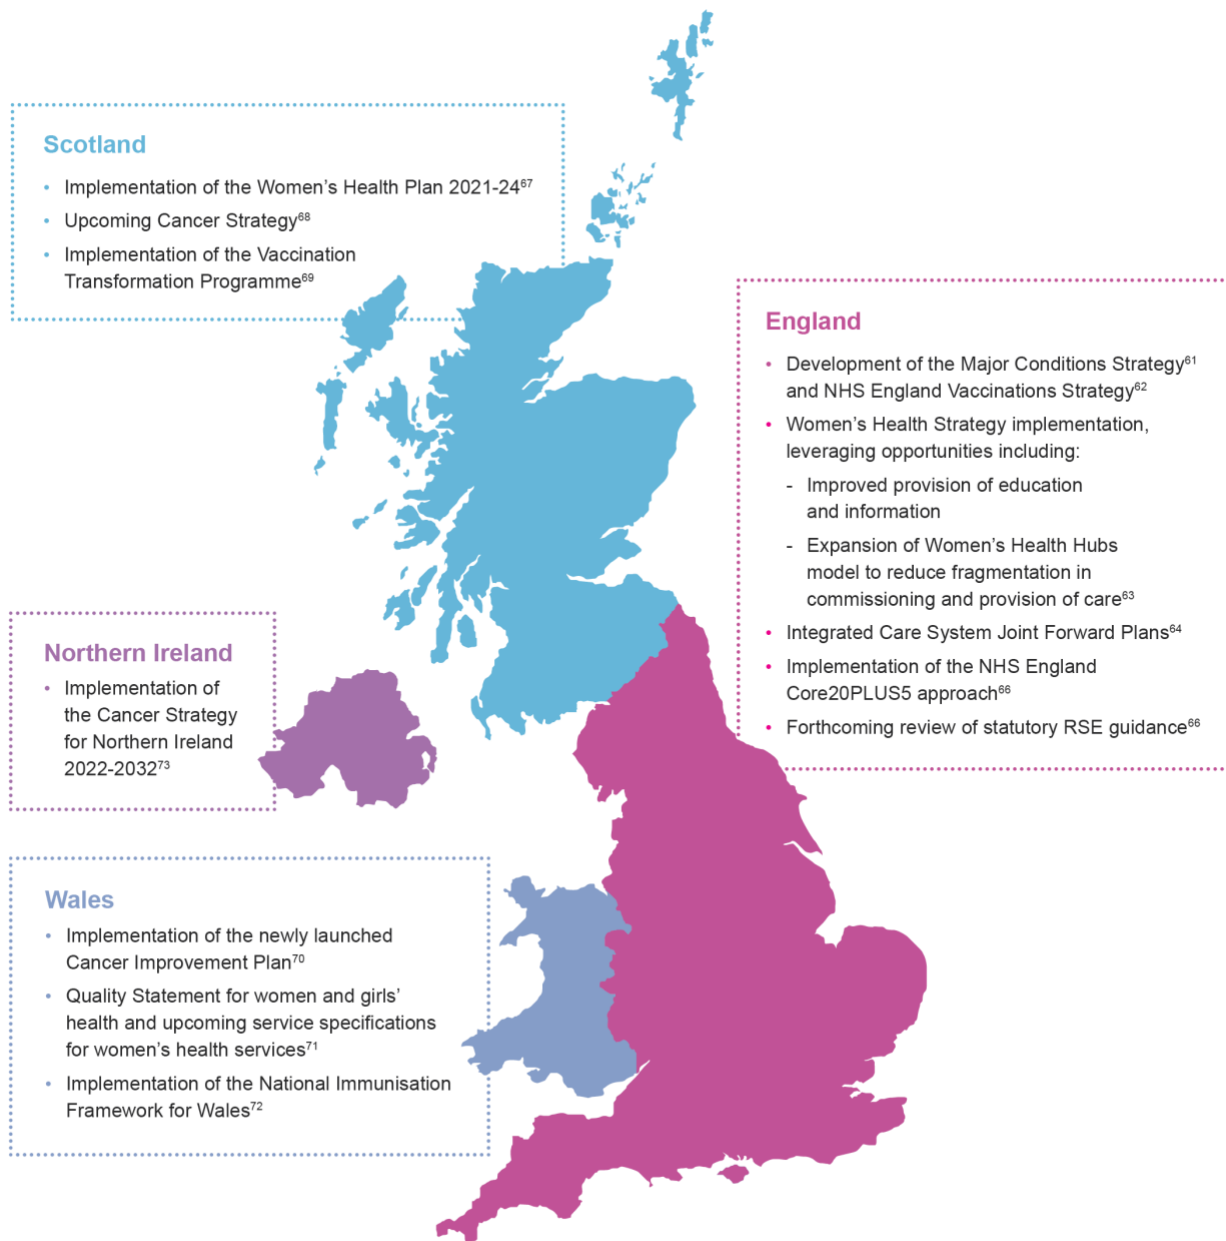 Scotland
• Implementation of the Women's Health Plan 2021-24⁶⁷
• Upcoming Cancer Strategy⁶⁸
• Implementation of the Vaccination
Transformation Programme⁶⁹
England
• Development of the Major Conditions Strategy⁶¹
and NHS England Vaccinations Strategy⁶²
• Women's Health Strategy implementation,
leveraging opportunities including:
- Improved provision of education
and information
- Expansion of Women's Health Hubs
model to reduce fragmentation in
commissioning and provision of care⁶³
• Integrated Care System Joint Forward Plans⁶⁴
• Implementation of the NHS England
Core20PLUS5 approach⁶⁶
• Forthcoming review of statutory RSE guidance⁶⁶
Northern Ireland
• Implementation of
the Cancer Strategy
for Northern Ireland
2022-2032⁷³
Wales
• Implementation of the newly launched
Cancer Improvement Plan⁷⁰
• Quality Statement for women and girls'
health and upcoming service specifications
for women's health services⁷¹
• Implementation of the National Immunisation
Framework for Wales⁷²